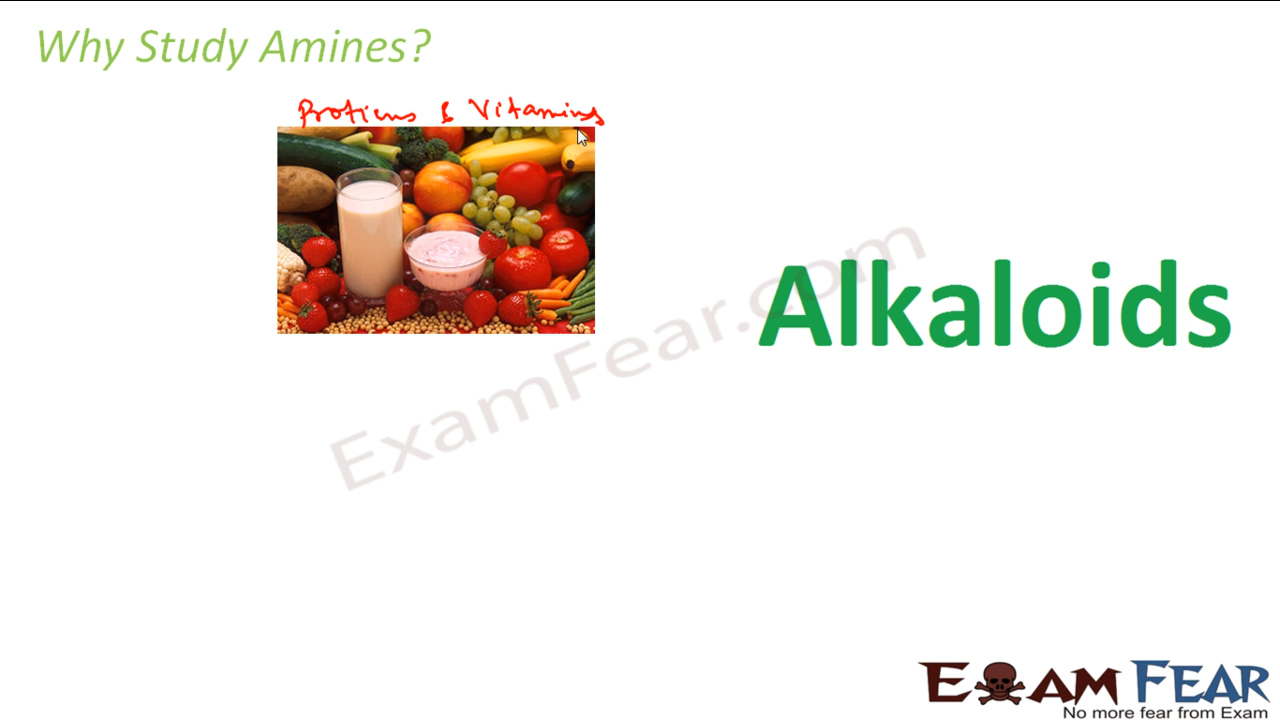 Why Study Amines?
Protiens & Vitamins
Alkaloids
ExamFear.com
EXAM FEAR
No more fear from Exam